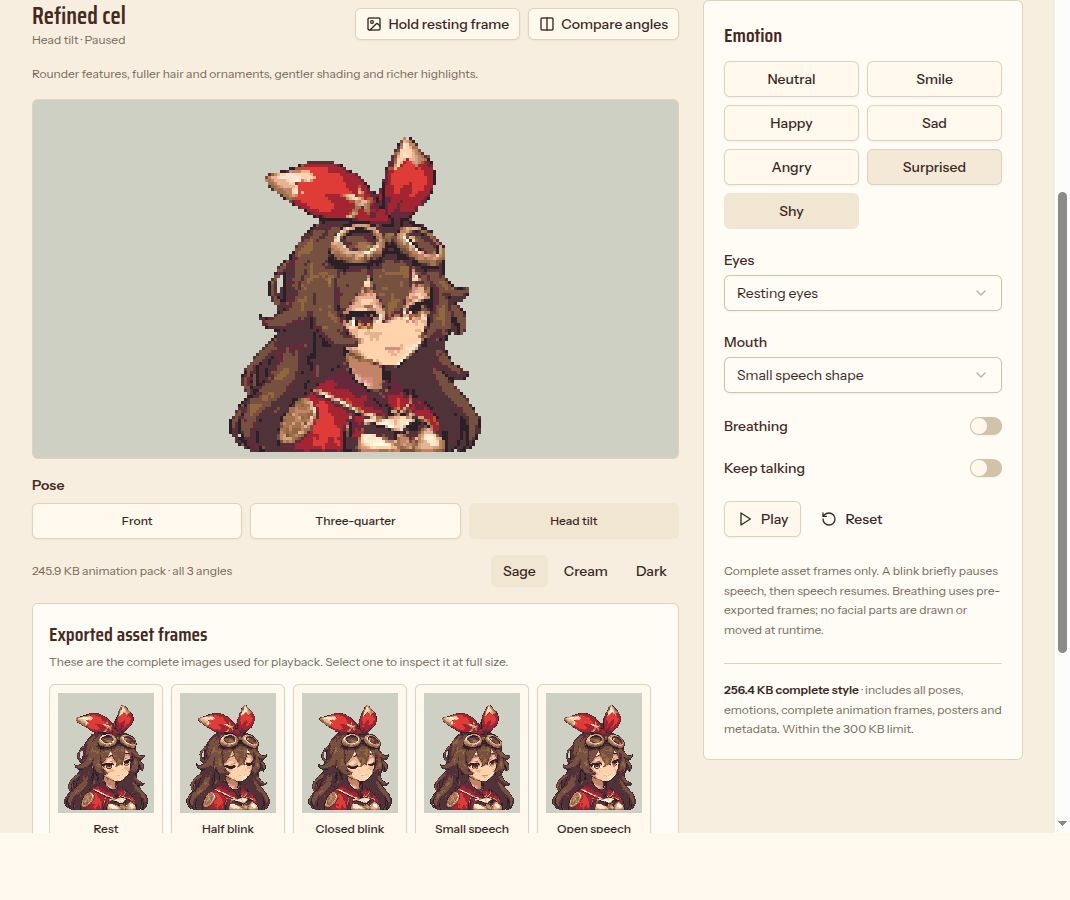 Refined cel
Head tilt · Paused
Hold resting frame
Compare angles
Rounder features, fuller hair and ornaments, gentler shading and richer highlights.
Pose
Front
Three-quarter
Head tilt
245.9 KB animation pack · all 3 angles
Sage
Cream
Dark
Exported asset frames
These are the complete images used for playback. Select one to inspect it at full size.
Rest
Half blink
Closed blink
Small speech
Open speech
Emotion
Neutral
Smile
Happy
Sad
Angry
Surprised
Shy
Eyes
Resting eyes
Mouth
Small speech shape
Breathing
Keep talking
Play
Reset
Complete asset frames only. A blink briefly pauses
speech, then speech resumes. Breathing uses pre-
exported frames; no facial parts are drawn or
moved at runtime.
256.4 KB complete style · includes all poses,
emotions, complete animation frames, posters and
metadata. Within the 300 KB limit.